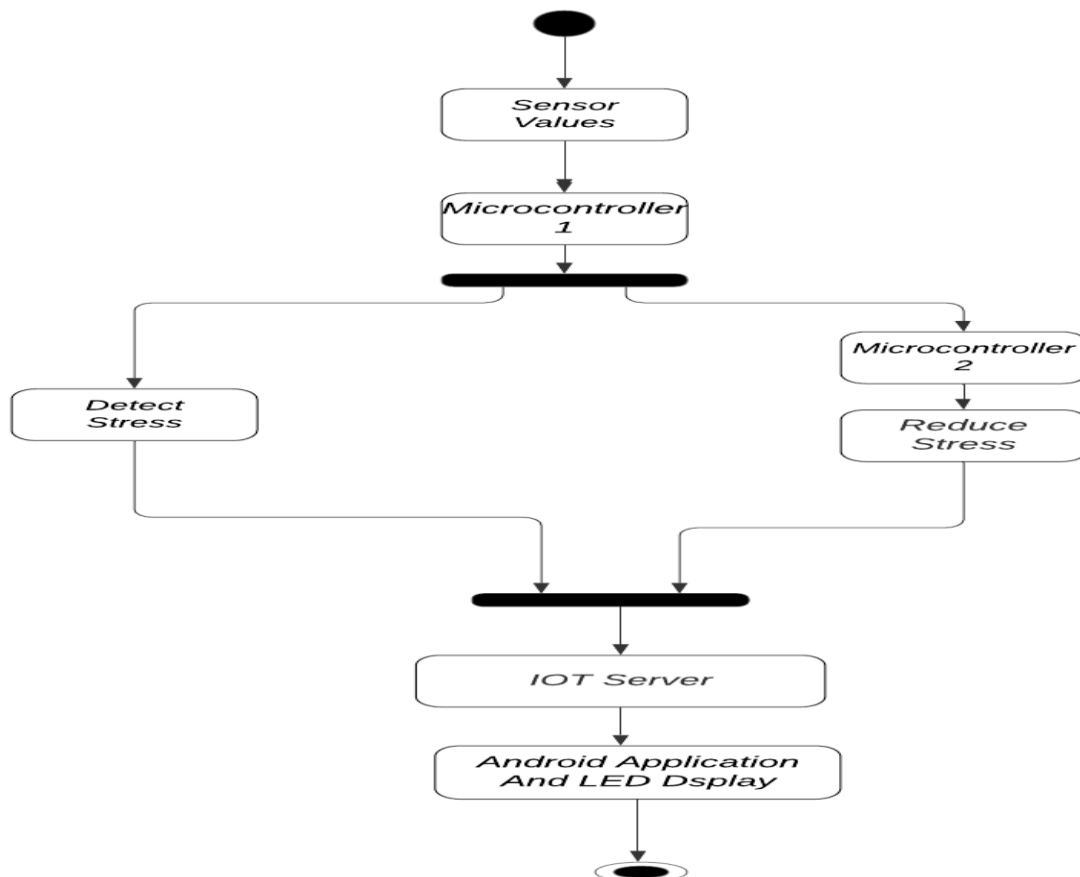 Sensor
Values
Microcontroller
1
Microcontroller
2
Detect
Stress
Reduce
Stress
IOT Server
Android Application
And LED Dsplay